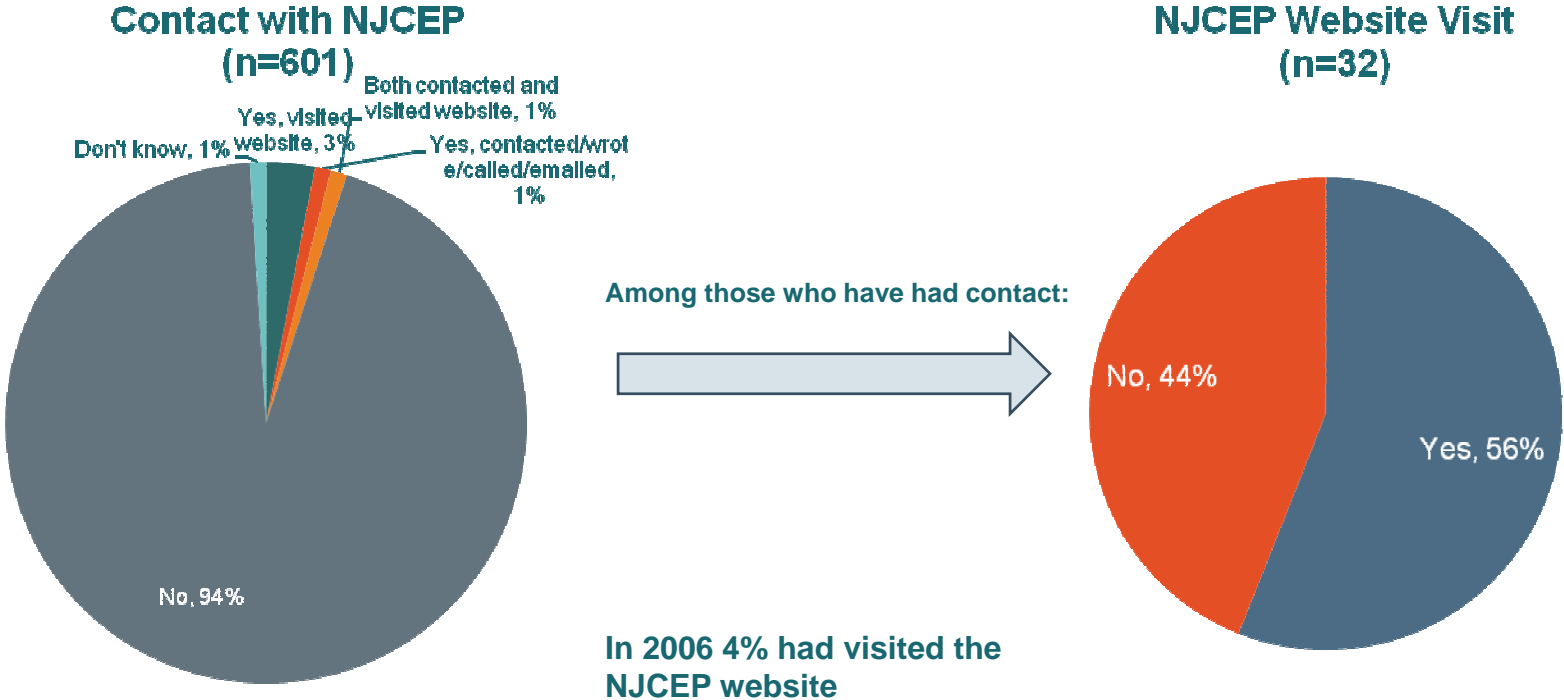 Contact with NJCEP
(n=601)
Both contacted and
visited website, 1%
Yes, visited
website, 3%
Don't know, 1%
Yes, contacted/wrot
e/called/emailed,
1%
No, 94%
Among those who have had contact:
In 2006 4% had visited the
NJCEP website
NJCEP Website Visit
(n=32)
No, 44%
Yes, 56%